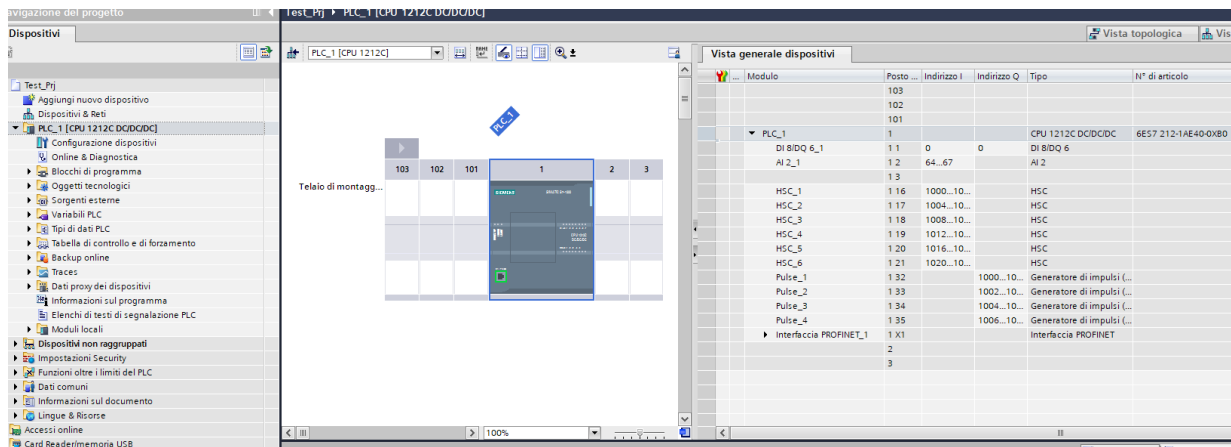 avigazione del progetto
Test_Prj ▸ PLC_1 [CPU 1212C DC/DC/DC]
Dispositivi
Vista topologica
Vis
PLC_1 [CPU 1212C]
Vista generale dispositivi
Test_Prj
Aggiungi nuovo dispositivo
Dispositivi & Reti
PLC_1 [CPU 1212C DC/DC/DC]
Configurazione dispositivi
Online & Diagnostica
Blocchi di programma
Oggetti tecnologici
Sorgenti esterne
Variabili PLC
Tipi di dati PLC
Tabella di controllo e di forzamento
Backup online
Traces
Dati proxy dei dispositivi
Informazioni sul programma
Elenchi di testi di segnalazione PLC
Moduli locali
Dispositivi non raggruppati
Impostazioni Security
Funzioni oltre i limiti del PLC
Dati comuni
Informazioni sul documento
Lingue & Risorse
Accessi online
Card Reader/memoria USB
PLC_1
103 102 101 1 2 3
Telaio di montagg...
SIEMENS
100%
... Modulo Posto ... Indirizzo I Indirizzo Q Tipo N° di articolo
103
102
101
PLC_1 1 CPU 1212C DC/DC/DC 6ES7 212-1AE40-0XB0
DI 8/DQ 6_1 1 1 0 0 DI 8/DQ 6
AI 2_1 1 2 64...67 AI 2
1 3
HSC_1 1 16 1000...10... HSC
HSC_2 1 17 1004...10... HSC
HSC_3 1 18 1008...10... HSC
HSC_4 1 19 1012...10... HSC
HSC_5 1 20 1016...10... HSC
HSC_6 1 21 1020...10... HSC
Pulse_1 1 32 1000...10... Generatore di impulsi (...
Pulse_2 1 33 1002...10... Generatore di impulsi (...
Pulse_3 1 34 1004...10... Generatore di impulsi (...
Pulse_4 1 35 1006...10... Generatore di impulsi (...
Interfaccia PROFINET_1 1 X1 Interfaccia PROFINET
2
3